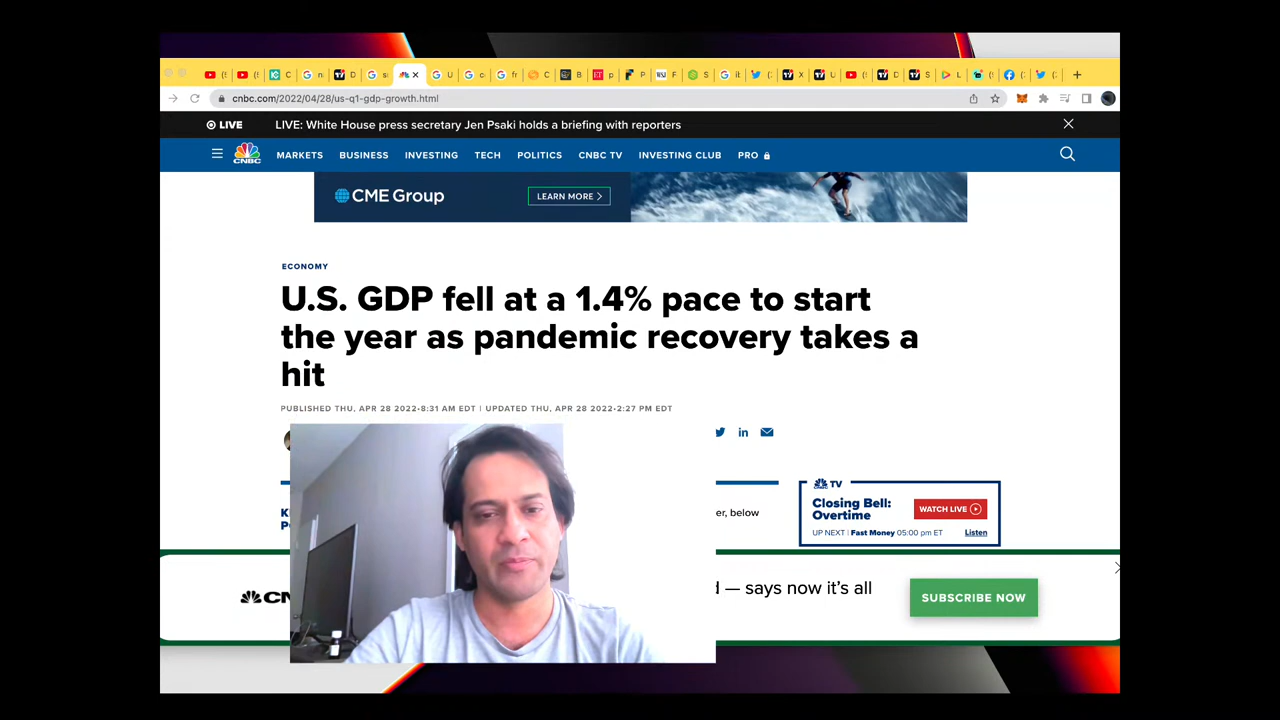 cnbc.com/2022/04/28/us-q1-gdp-growth.html
LIVE LIVE: White House press secretary Jen Psaki holds a briefing with reporters
CNBC MARKETS BUSINESS INVESTING TECH POLITICS CNBC TV INVESTING CLUB PRO
CME Group LEARN MORE >
ECONOMY
U.S. GDP fell at a 1.4% pace to start
the year as pandemic recovery takes a
hit
PUBLISHED THU, APR 28 2022•8:31 AM EDT | UPDATED THU, APR 28 2022•2:27 PM EDT
in
CNBC TV
Closing Bell:
Overtime
WATCH LIVE
UP NEXT | Fast Money 05:00 pm ET Listen
below
— says now it's all
SUBSCRIBE NOW